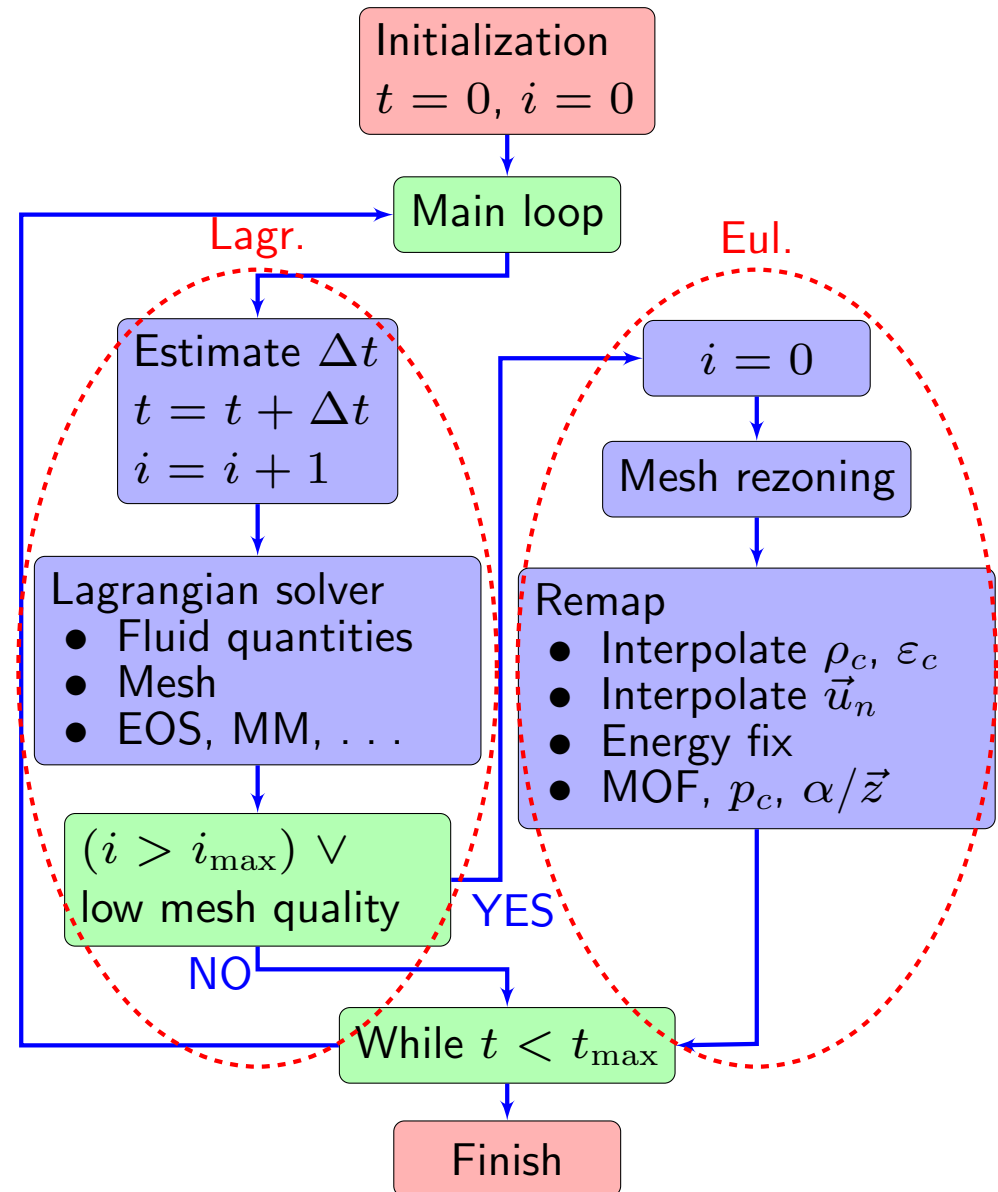 Initialization
t = 0, i = 0
Main loop
Lagr.
Estimate Δt
t = t + Δt
i = i + 1
Lagrangian solver
• Fluid quantities
• Mesh
• EOS, MM, . . .
(i > i_max) ∨
low mesh quality
YES
NO
Eul.
i = 0
Mesh rezoning
Remap
• Interpolate ρ_c, ε_c
• Interpolate u⃗_n
• Energy fix
• MOF, p_c, α/z⃗
While t < t_max
Finish